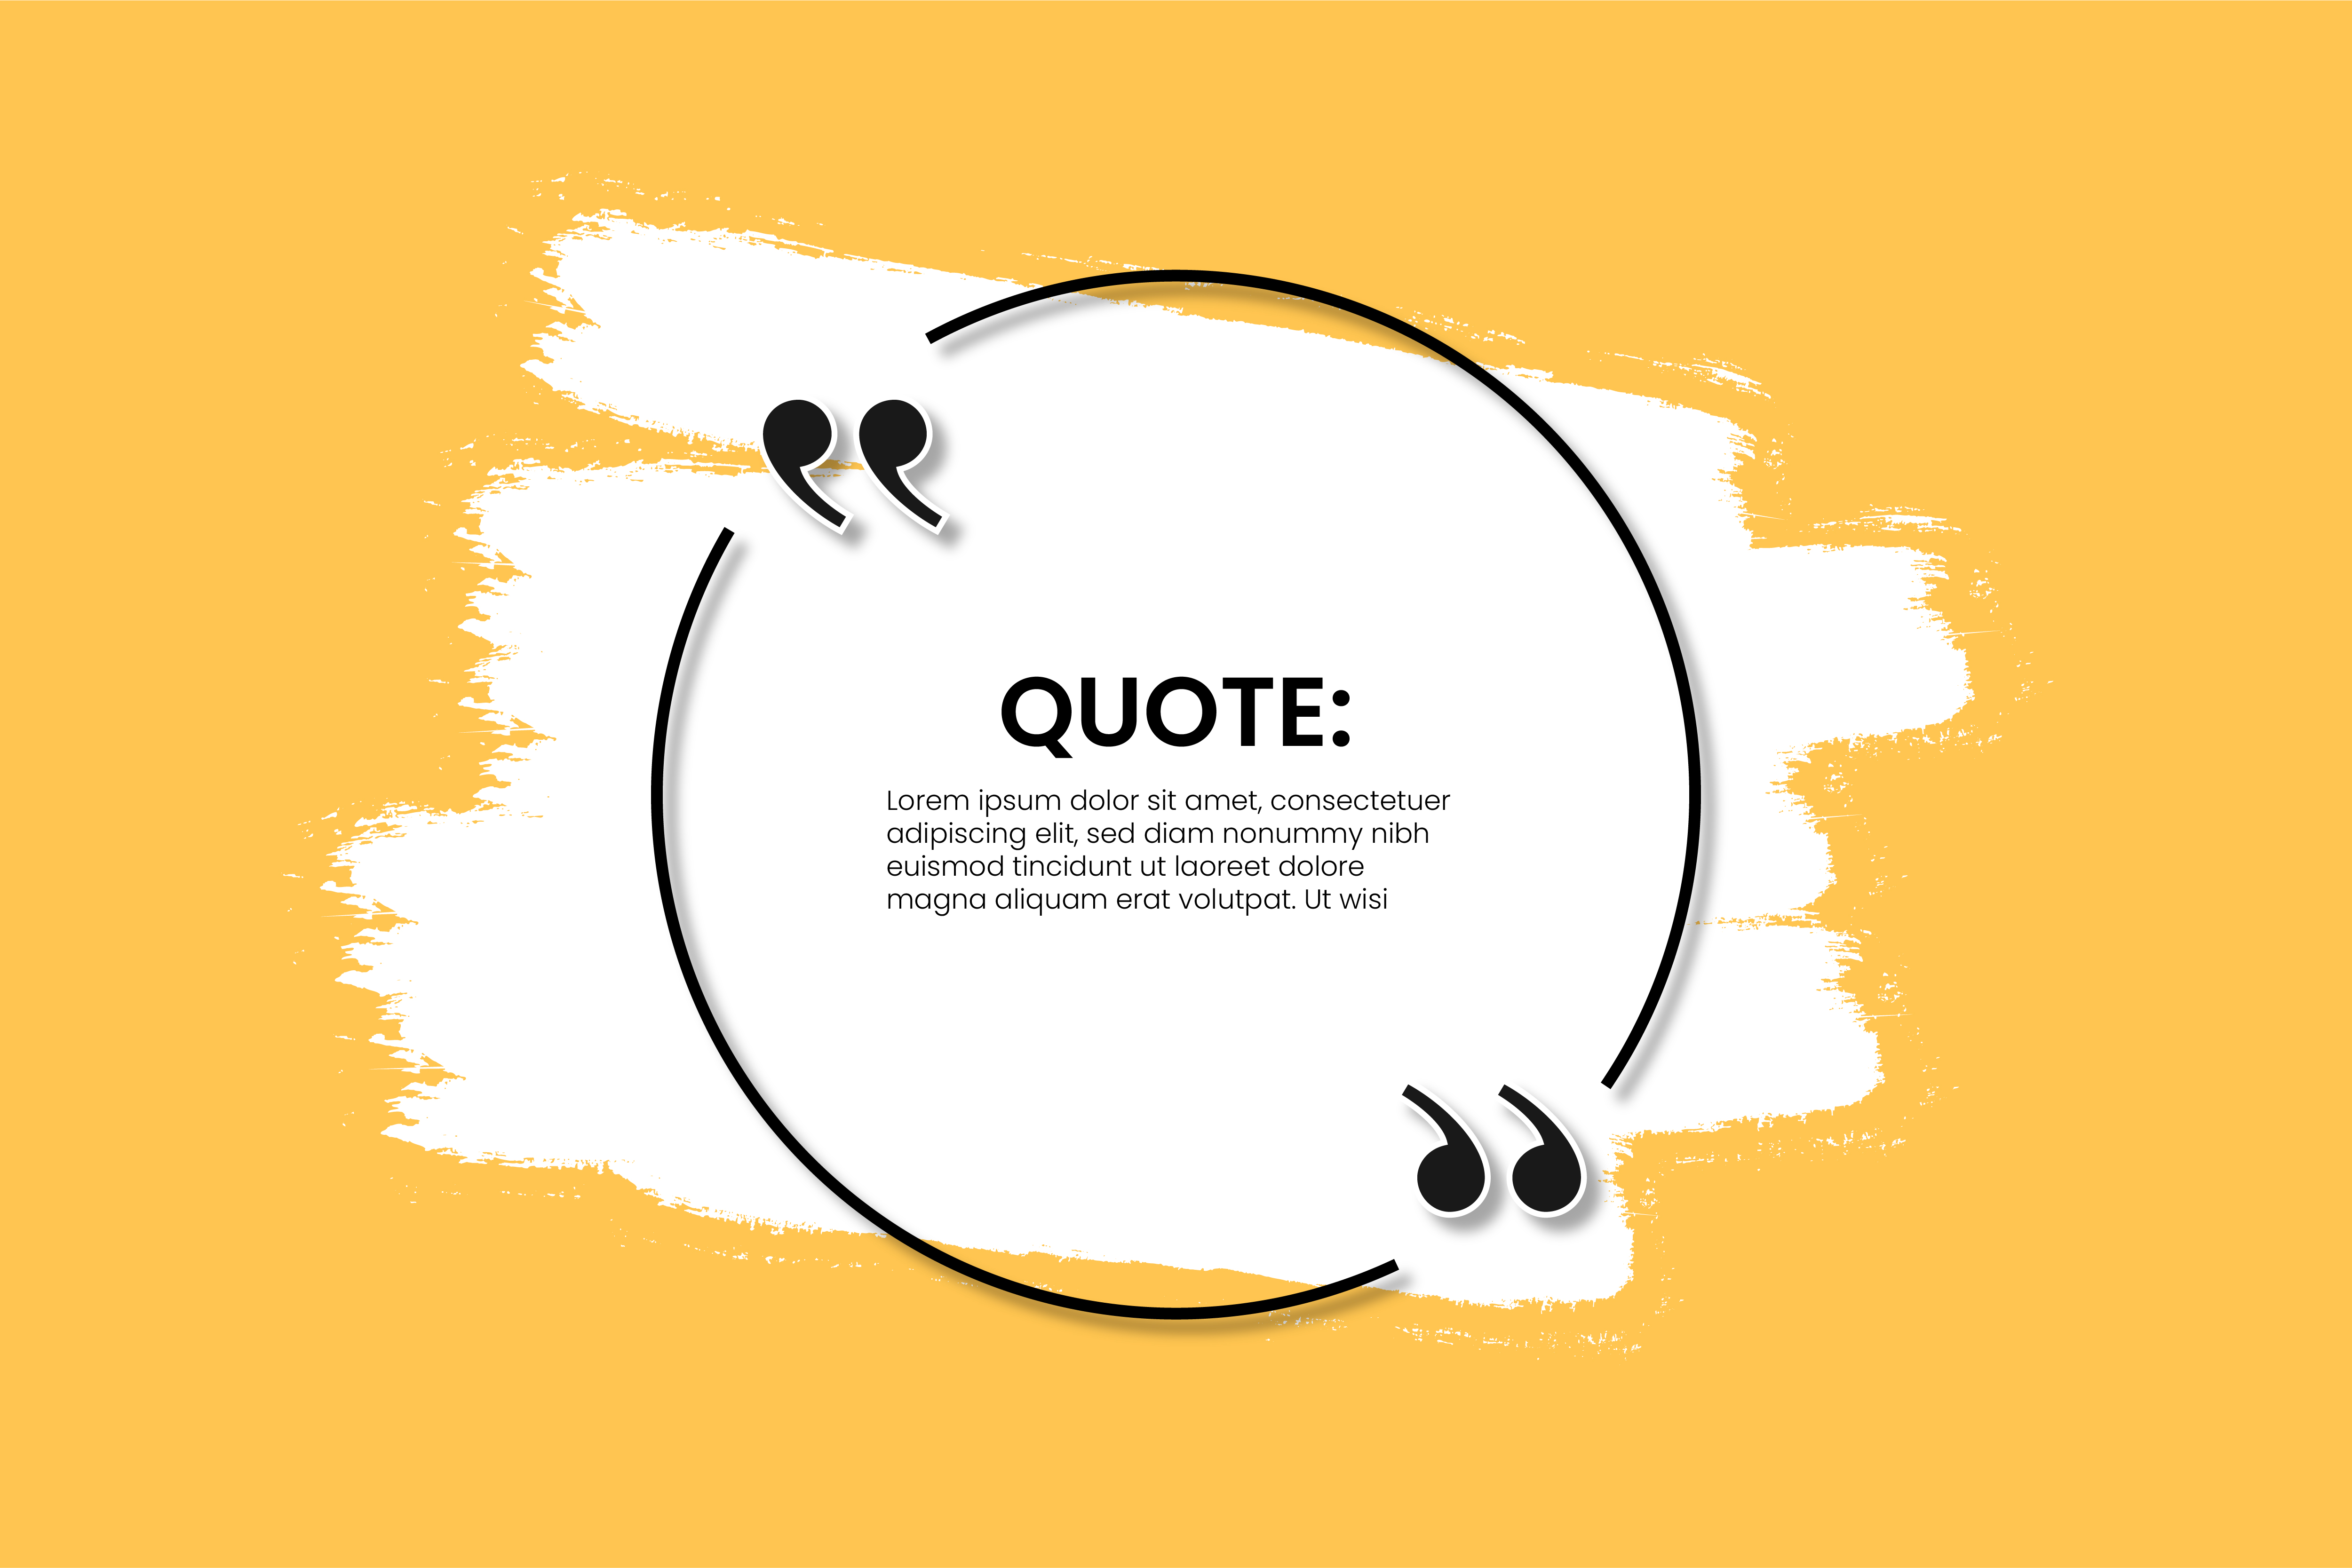 QUOTE:
Lorem ipsum dolor sit amet, consectetuer
adipiscing elit, sed diam nonummy nibh
euismod tincidunt ut laoreet dolore
magna aliquam erat volutpat. Ut wisi